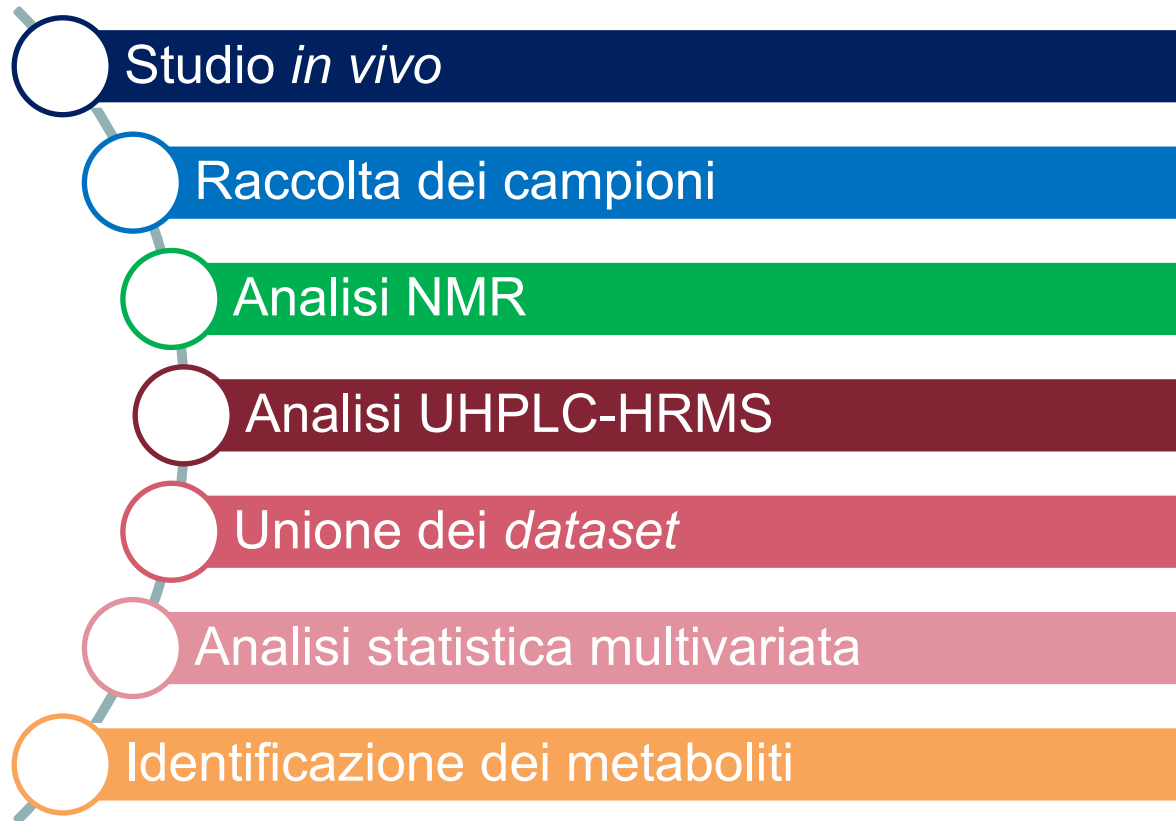 Studio in vivo
Raccolta dei campioni
Analisi NMR
Analisi UHPLC-HRMS
Unione dei dataset
Analisi statistica multivariata
Identificazione dei metaboliti